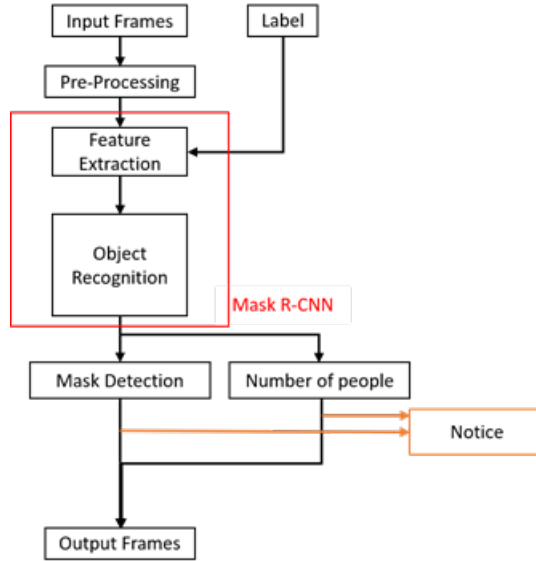 Input Frames
Label
Pre-Processing
Feature
Extraction
Object
Recognition
Mask R-CNN
Mask Detection
Number of people
Notice
Output Frames